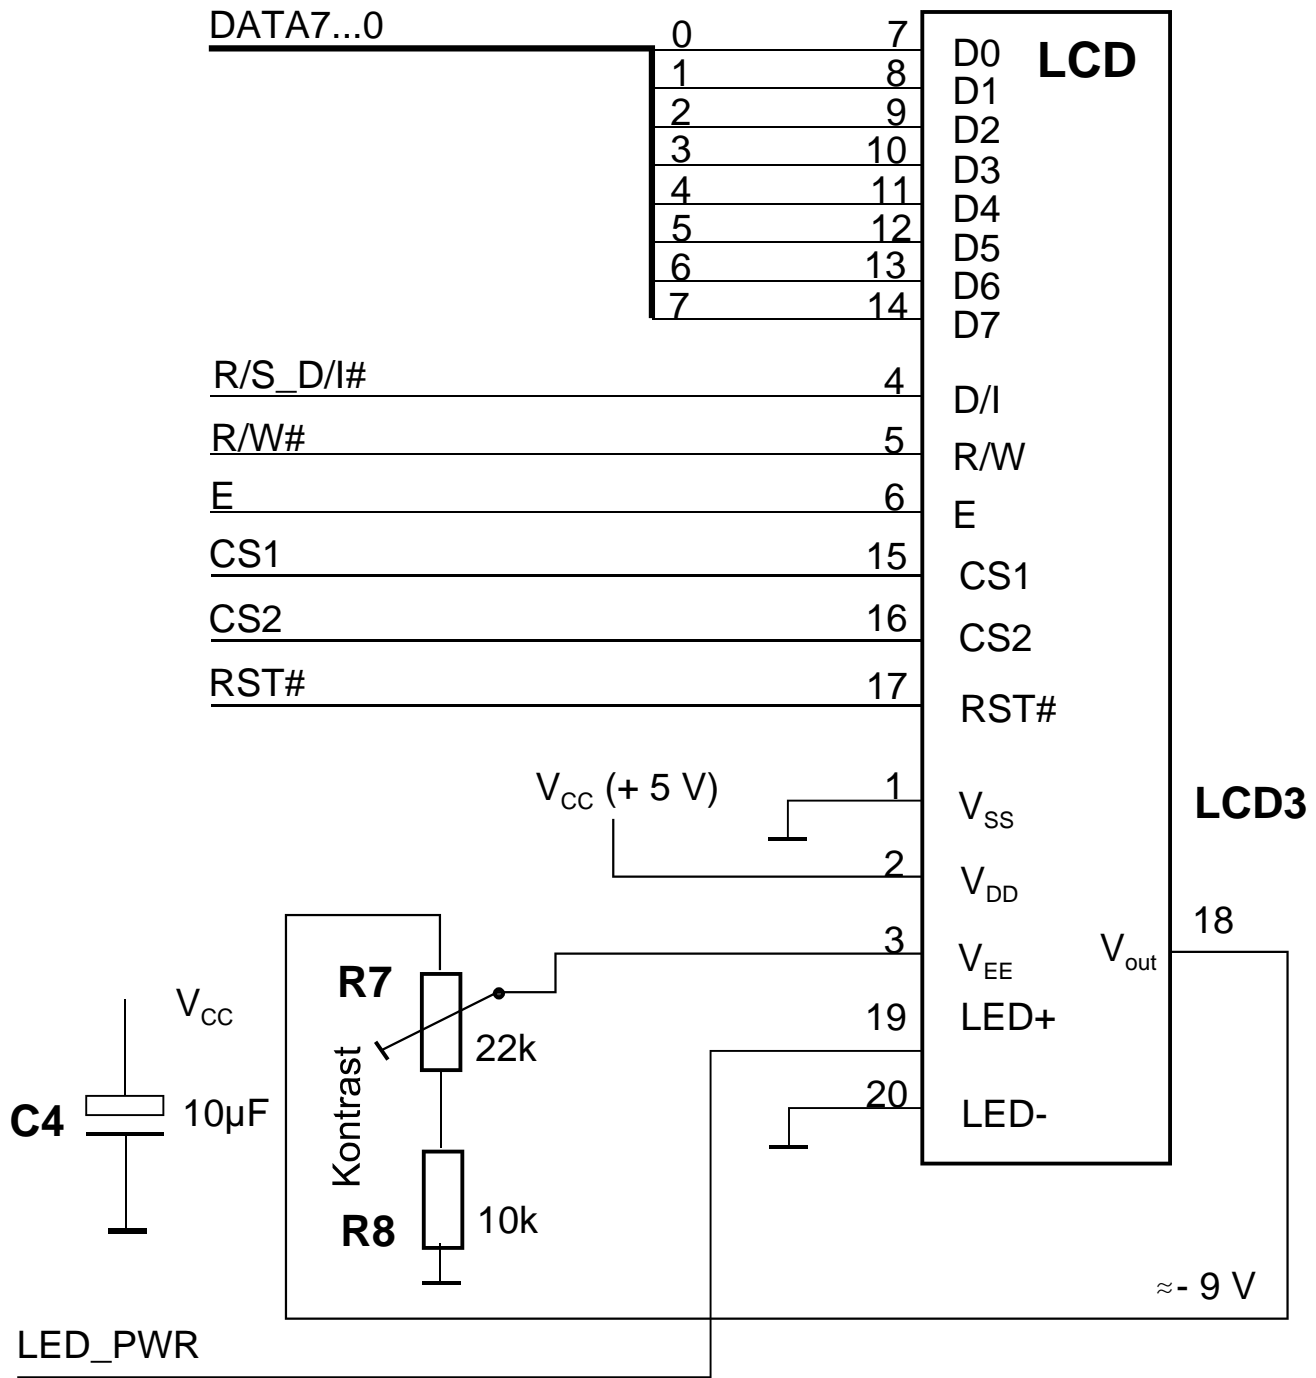 DATA7...0
LCD
0 7 D0
1 8 D1
2 9 D2
3 10 D3
4 11 D4
5 12 D5
6 13 D6
7 14 D7
R/S_D/I# 4 D/I
R/W# 5 R/W
E 6 E
CS1 15 CS1
CS2 16 CS2
RST# 17 RST#
VCC (+ 5 V) 1 VSS
LCD3
2 VDD
18
3 VEE Vout
R7
VCC
19 LED+
22k
Kontrast
C4 10µF
20 LED-
R8 10k
≈- 9 V
LED_PWR